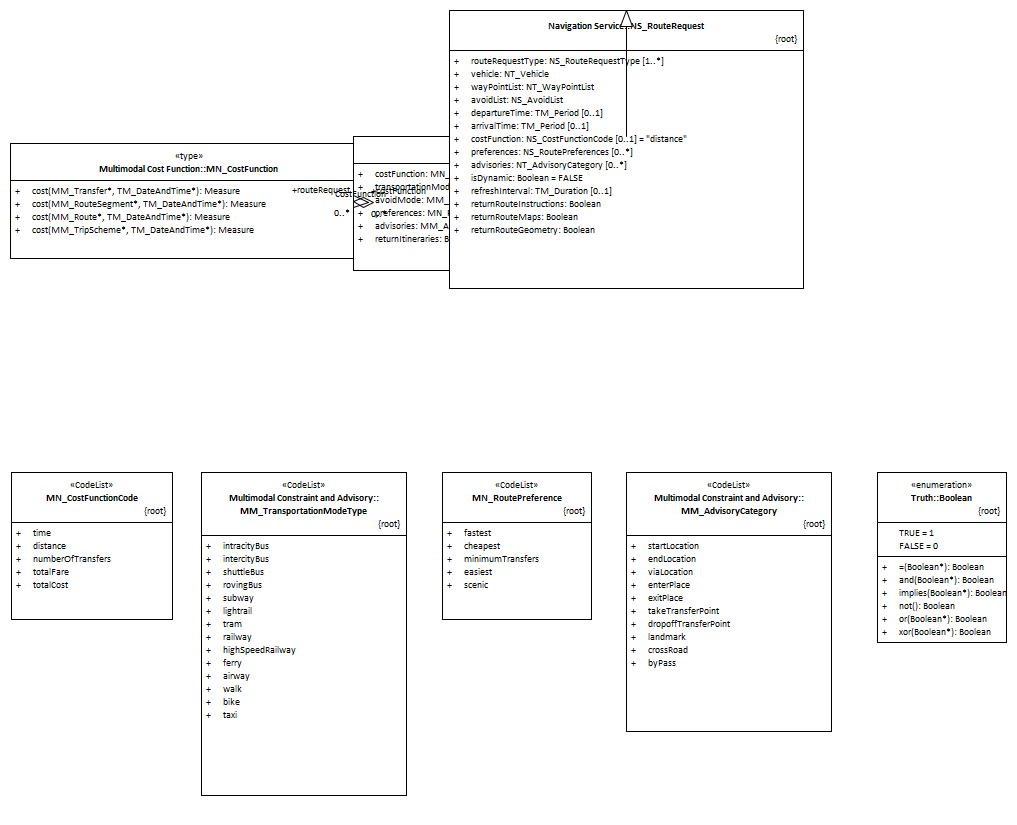 Navigation Service::NS_RouteRequest
{root}
+ routeRequestType: NS_RouteRequestType [1..*]
+ vehicle: NT_Vehicle
+ wayPointList: NT_WayPointList
+ avoidList: NS_AvoidList
+ departureTime: TM_Period [0..1]
+ arrivalTime: TM_Period [0..1]
+ costFunction: NS_CostFunctionCode [0..1] = "distance"
+ preferences: NS_RoutePreferences [0..*]
+ advisories: NT_AdvisoryCategory [0..*]
+ isDynamic: Boolean = FALSE
+ refreshInterval: TM_Duration [0..1]
+ returnRouteInstructions: Boolean
+ returnRouteMaps: Boolean
+ returnRouteGeometry: Boolean
«type»
Multimodal Cost Function::MN_CostFunction
+ cost(MM_Transfer*, TM_DateAndTime*): Measure
+ cost(MM_RouteSegment*, TM_DateAndTime*): Measure
+ cost(MM_Route*, TM_DateAndTime*): Measure
+ cost(MM_TripScheme*, TM_DateAndTime*): Measure
+routeRequest
CostFunction
+costFunction
0..*
0..*
+ costFunction: MN_
+ transportationMod
+ avoidMode: MM_
+ preferences: MN_
+ advisories: MM_A
+ returnItineraries: B
«CodeList»
MN_CostFunctionCode
{root}
+ time
+ distance
+ numberOfTransfers
+ totalFare
+ totalCost
«CodeList»
Multimodal Constraint and Advisory::
MM_TransportationModeType
{root}
+ intracityBus
+ intercityBus
+ shuttleBus
+ rovingBus
+ subway
+ lightrail
+ tram
+ railway
+ highSpeedRailway
+ ferry
+ airway
+ walk
+ bike
+ taxi
«CodeList»
MN_RoutePreference
{root}
+ fastest
+ cheapest
+ minimumTransfers
+ easiest
+ scenic
«CodeList»
Multimodal Constraint and Advisory::
MM_AdvisoryCategory
{root}
+ startLocation
+ endLocation
+ viaLocation
+ enterPlace
+ exitPlace
+ takeTransferPoint
+ dropoffTransferPoint
+ landmark
+ crossRoad
+ byPass
«enumeration»
Truth::Boolean
{root}
TRUE = 1
FALSE = 0
+ =(Boolean*): Boolean
+ and(Boolean*): Boolean
+ implies(Boolean*): Boolean
+ not(): Boolean
+ or(Boolean*): Boolean
+ xor(Boolean*): Boolean